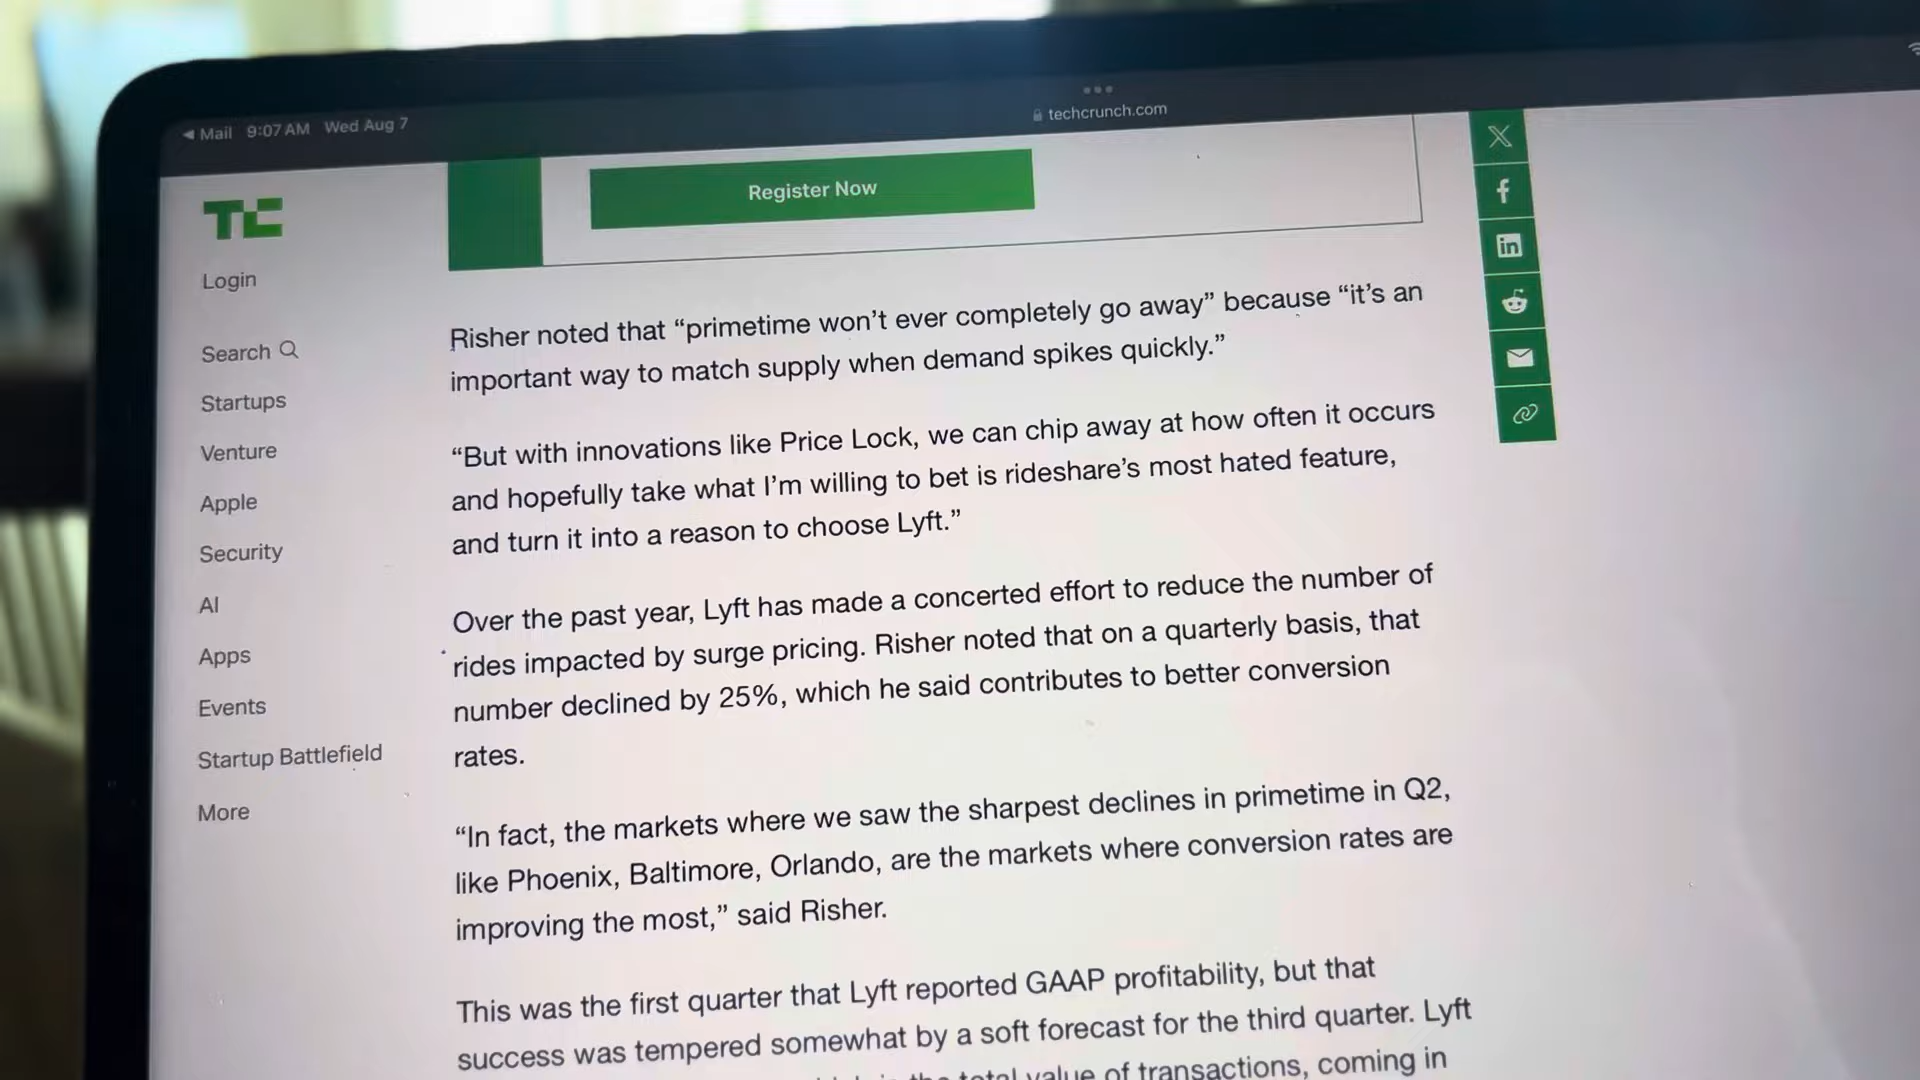 Mail 9:07 AM Wed Aug 7
techcrunch.com
TC
Login
Search
Startups
Venture
Apple
Security
AI
Apps
Events
Startup Battlefield
More
Register Now
Risher noted that “primetime won’t ever completely go away” because “it’s an
important way to match supply when demand spikes quickly.”
“But with innovations like Price Lock, we can chip away at how often it occurs
and hopefully take what I’m willing to bet is rideshare’s most hated feature,
and turn it into a reason to choose Lyft.”
Over the past year, Lyft has made a concerted effort to reduce the number of
rides impacted by surge pricing. Risher noted that on a quarterly basis, that
number declined by 25%, which he said contributes to better conversion
rates.
“In fact, the markets where we saw the sharpest declines in primetime in Q2,
like Phoenix, Baltimore, Orlando, are the markets where conversion rates are
improving the most,” said Risher.
This was the first quarter that Lyft reported GAAP profitability, but that
success was tempered somewhat by a soft forecast for the third quarter. Lyft
the total value of transactions, coming in
X
f
in